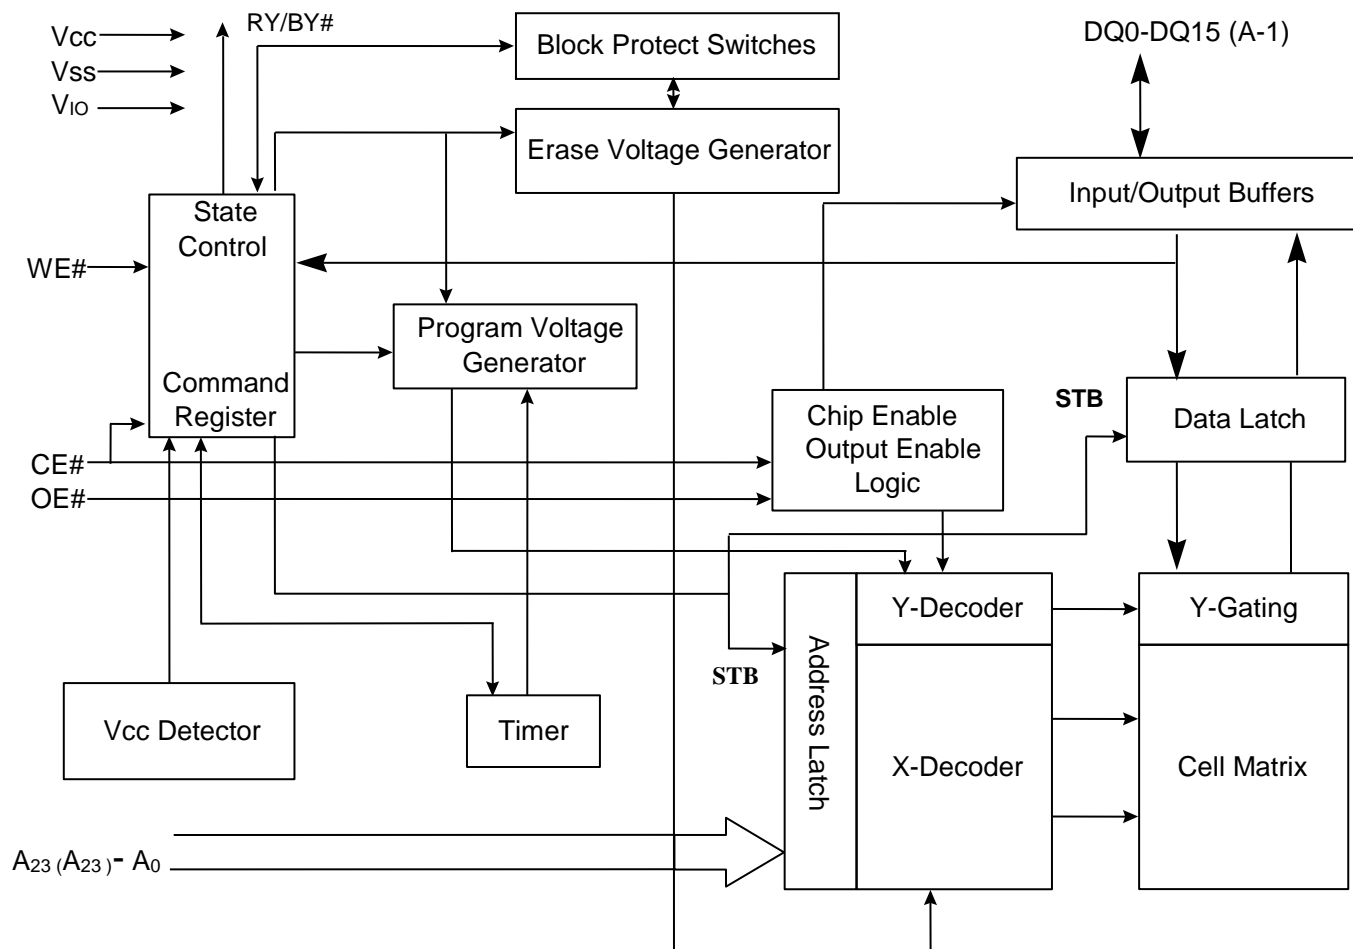 Vcc
Vss
VIO
RY/BY#
Block Protect Switches
DQ0-DQ15 (A-1)
Erase Voltage Generator
Input/Output Buffers
State
Control
WE#
Program Voltage
Generator
Command
Register
STB
Chip Enable
Output Enable
Logic
Data Latch
CE#
OE#
Y-Decoder
Y-Gating
Address Latch
STB
Vcc Detector
Timer
X-Decoder
Cell Matrix
A23 (A23) - A0